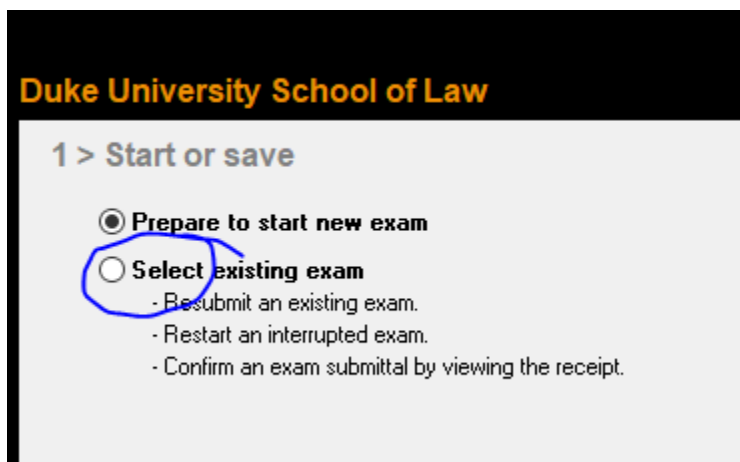 Duke University School of Law
1 > Start or save
Prepare to start new exam
Select existing exam
- Resubmit an existing exam.
- Restart an interrupted exam.
- Confirm an exam submittal by viewing the receipt.